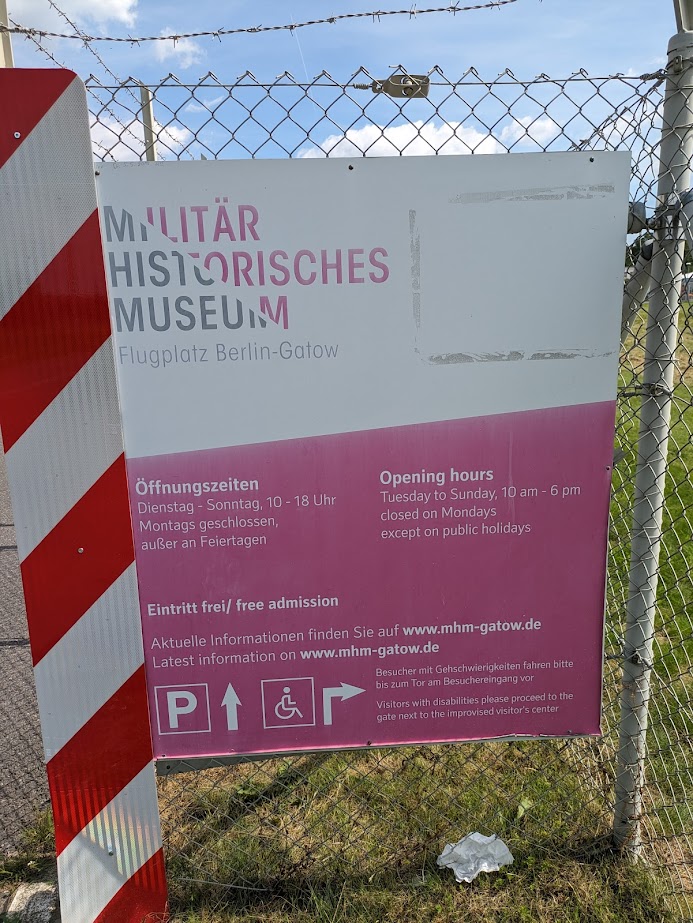 MILITÄR
HISTORISCHES
MUSEUM
Flugplatz Berlin-Gatow
Öffnungszeiten
Dienstag - Sonntag, 10 - 18 Uhr
Montags geschlossen,
außer an Feiertagen
Opening hours
Tuesday to Sunday, 10 am - 6 pm
closed on Mondays
except on public holidays
Eintritt frei/ free admission
Aktuelle Informationen finden Sie auf www.mhm-gatow.de
Latest information on www.mhm-gatow.de
P
Besucher mit Gehschwierigkeiten fahren bitte
bis zum Tor am Besuchereingang vor
Visitors with disabilities please proceed to the
gate next to the improvised visitor's center